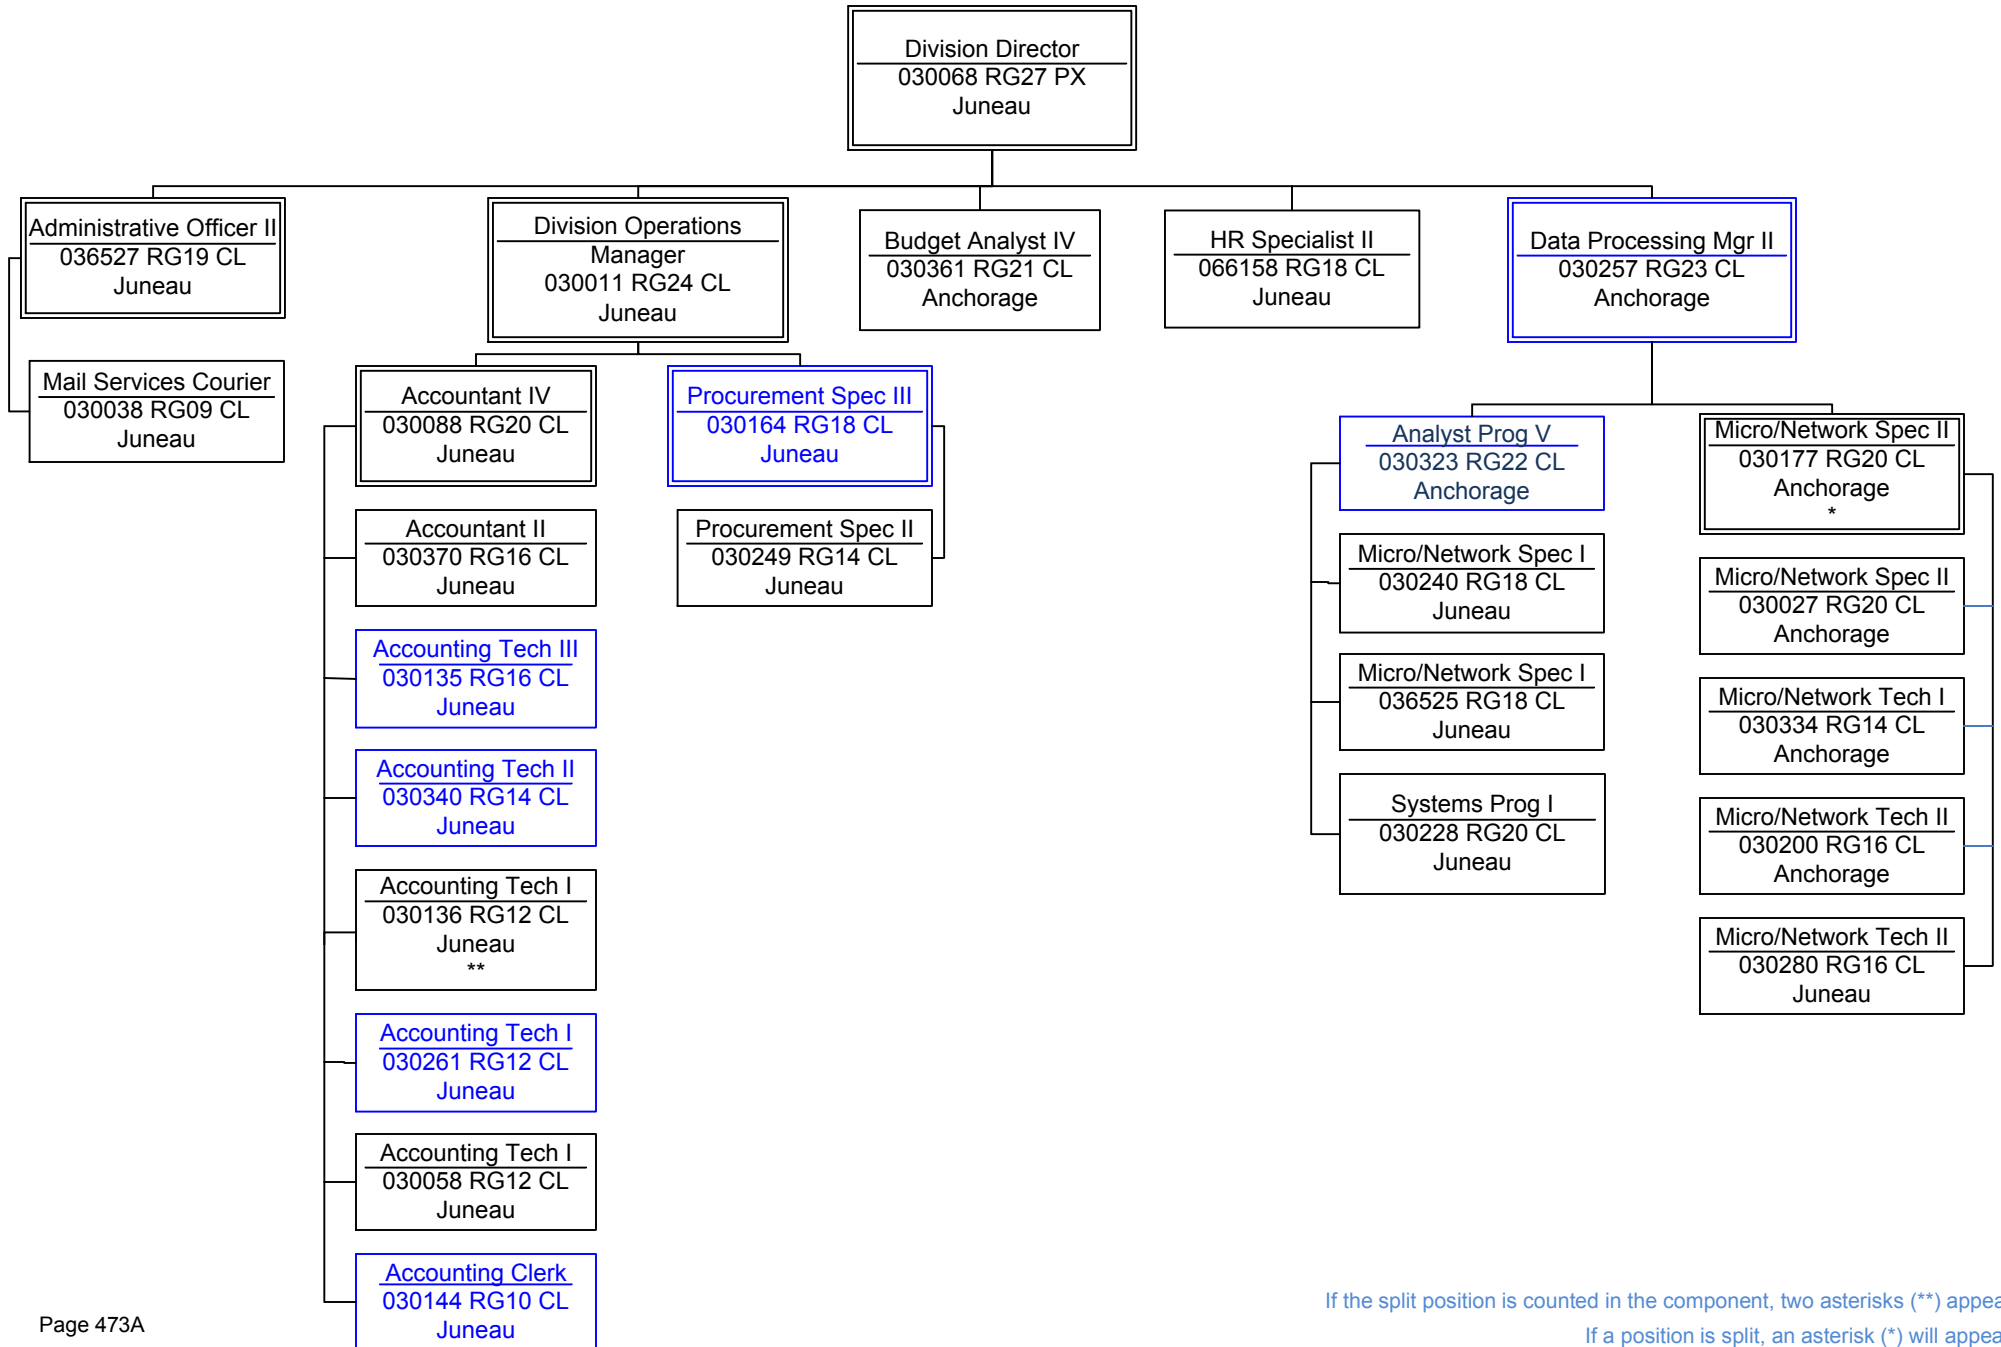 Division Director
030068 RG27 PX
Juneau
Administrative Officer II
036527 RG19 CL
Juneau
Division Operations
Manager
030011 RG24 CL
Juneau
Budget Analyst IV
030361 RG21 CL
Anchorage
HR Specialist II
066158 RG18 CL
Juneau
Data Processing Mgr II
030257 RG23 CL
Anchorage
Mail Services Courier
030038 RG09 CL
Juneau
Accountant IV
030088 RG20 CL
Juneau
Procurement Spec III
030164 RG18 CL
Juneau
Analyst Prog V
030323 RG22 CL
Anchorage
Micro/Network Spec II
030177 RG20 CL
Anchorage
*
Accountant II
030370 RG16 CL
Juneau
Procurement Spec II
030249 RG14 CL
Juneau
Micro/Network Spec I
030240 RG18 CL
Juneau
Micro/Network Spec II
030027 RG20 CL
Anchorage
Accounting Tech III
030135 RG16 CL
Juneau
Micro/Network Spec I
036525 RG18 CL
Juneau
Micro/Network Tech I
030334 RG14 CL
Anchorage
Accounting Tech II
030340 RG14 CL
Juneau
Systems Prog I
030228 RG20 CL
Juneau
Micro/Network Tech II
030200 RG16 CL
Anchorage
Accounting Tech I
030136 RG12 CL
Juneau
**
Micro/Network Tech II
030280 RG16 CL
Juneau
Accounting Tech I
030261 RG12 CL
Juneau
Accounting Tech I
030058 RG12 CL
Juneau
Accounting Clerk
030144 RG10 CL
Juneau
If the split position is counted in the component, two asterisks (**) appea
If a position is split, an asterisk (*) will appea
Page 473A